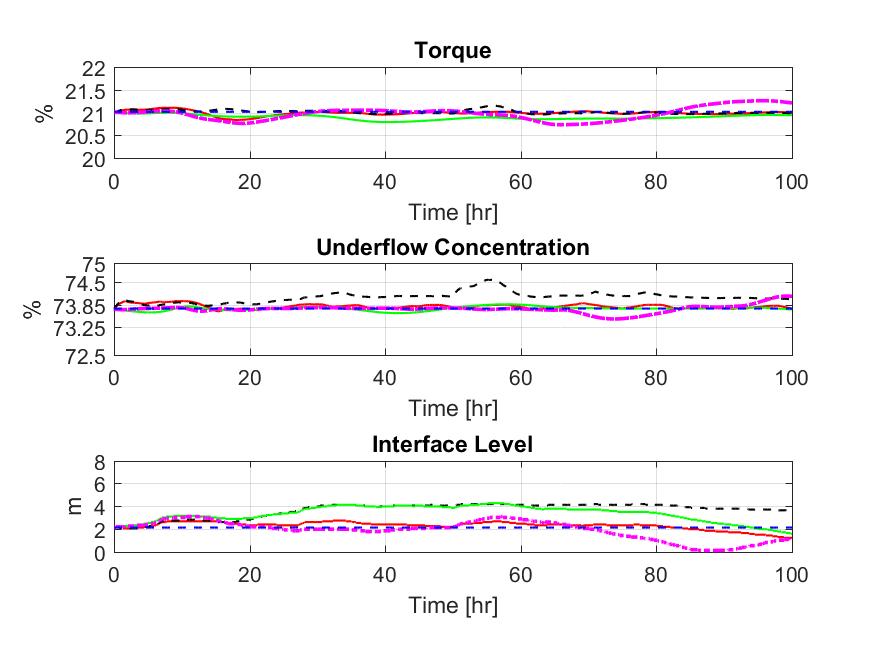 Torque
22
21.5
21
20.5
20
%
0 20 40 60 80 100
Time [hr]
Underflow Concentration
75
74.5
73.85
73.25
72.5
%
0 20 40 60 80 100
Time [hr]
Interface Level
8
6
4
2
0
m
0 20 40 60 80 100
Time [hr]